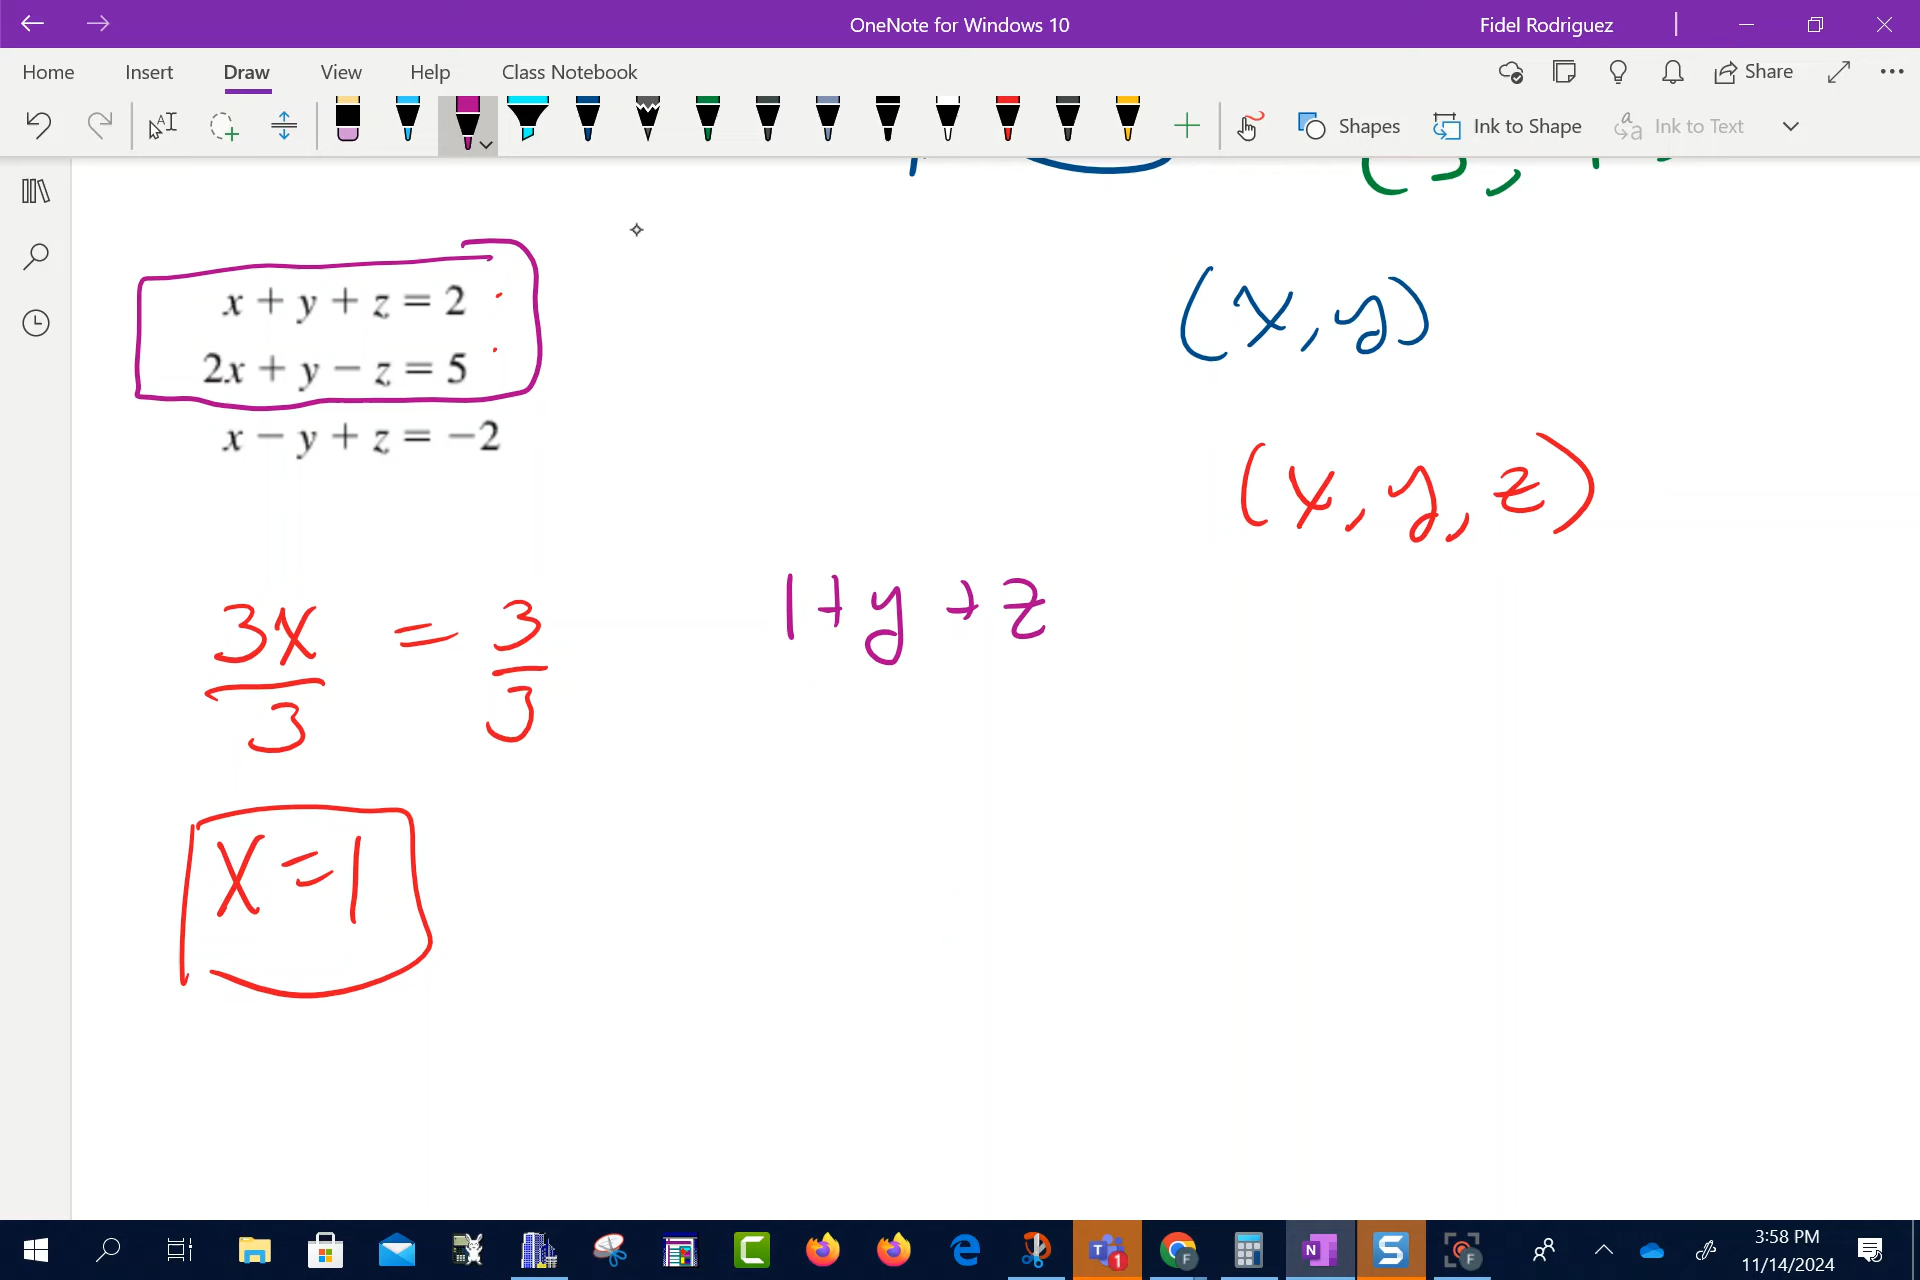 OneNote for Windows 10
Fidel Rodriguez
Home Insert Draw View Help Class Notebook
Share
Shapes
Ink to Shape
Ink to Text
x + y + z = 2
2x + y − z = 5
x − y + z = −2
(x, y)
(x, y, z)
3x/3 = 3/3
1 + y + z
x = 1
3:58 PM
11/14/2024